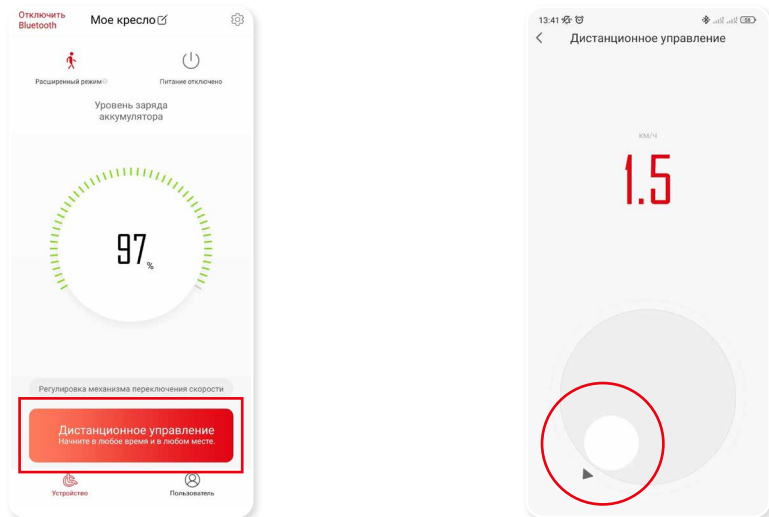 Отключить
Bluetooth
Мое кресло
Расширенный режим
Питание отключено
Уровень заряда
аккумулятора
97 %
Регулировка механизма переключения скорости
Дистанционное управление
Начните в любое время и в любом месте.
Устройство
Пользователь
13:41
58
Дистанционное управление
км/ч
1.5